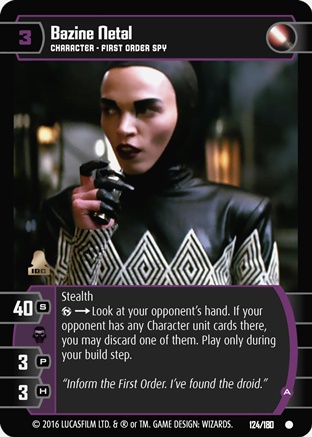 3
Bazine Netal
CHARACTER - FIRST ORDER SPY
IDC
40 S
Stealth
→ Look at your opponent's hand. If your
opponent has any Character unit cards there,
you may discard one of them. Play only during
your build step.
3 P
3 H
"Inform the First Order. I've found the droid."
A
© 2016 LUCASFILM LTD. & ® or TM. GAME DESIGN: WIZARDS.
124/180